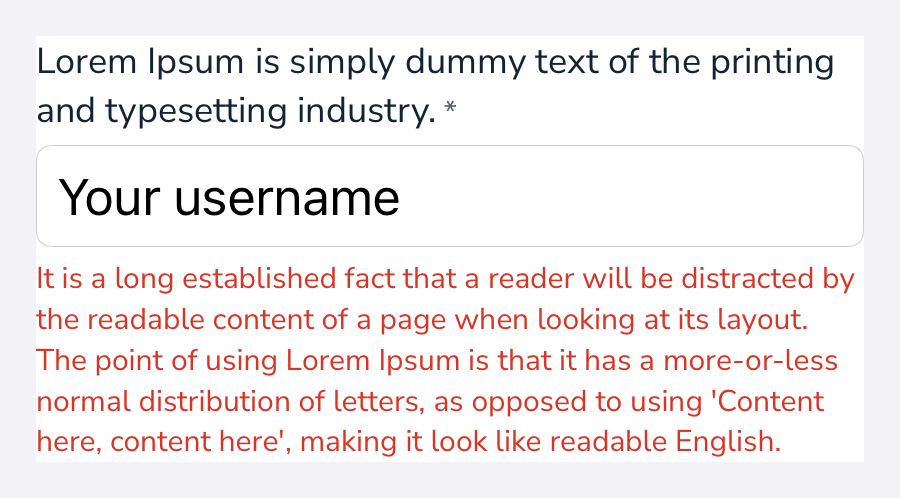 Lorem Ipsum is simply dummy text of the printing
and typesetting industry. *
Your username
It is a long established fact that a reader will be distracted by
the readable content of a page when looking at its layout.
The point of using Lorem Ipsum is that it has a more-or-less
normal distribution of letters, as opposed to using 'Content
here, content here', making it look like readable English.